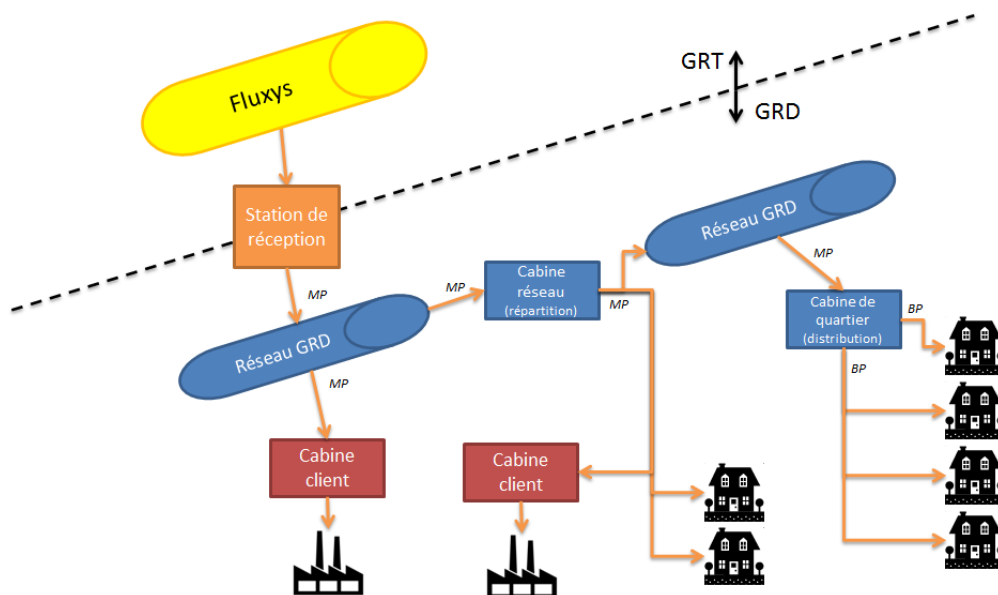 GRT
GRD
Fluxys
Station de
réception
MP
Réseau GRD
MP
MP
Cabine
réseau
(répartition)
MP
Réseau GRD
MP
Cabine de
quartier
(distribution)
BP
BP
Cabine
client
Cabine
client